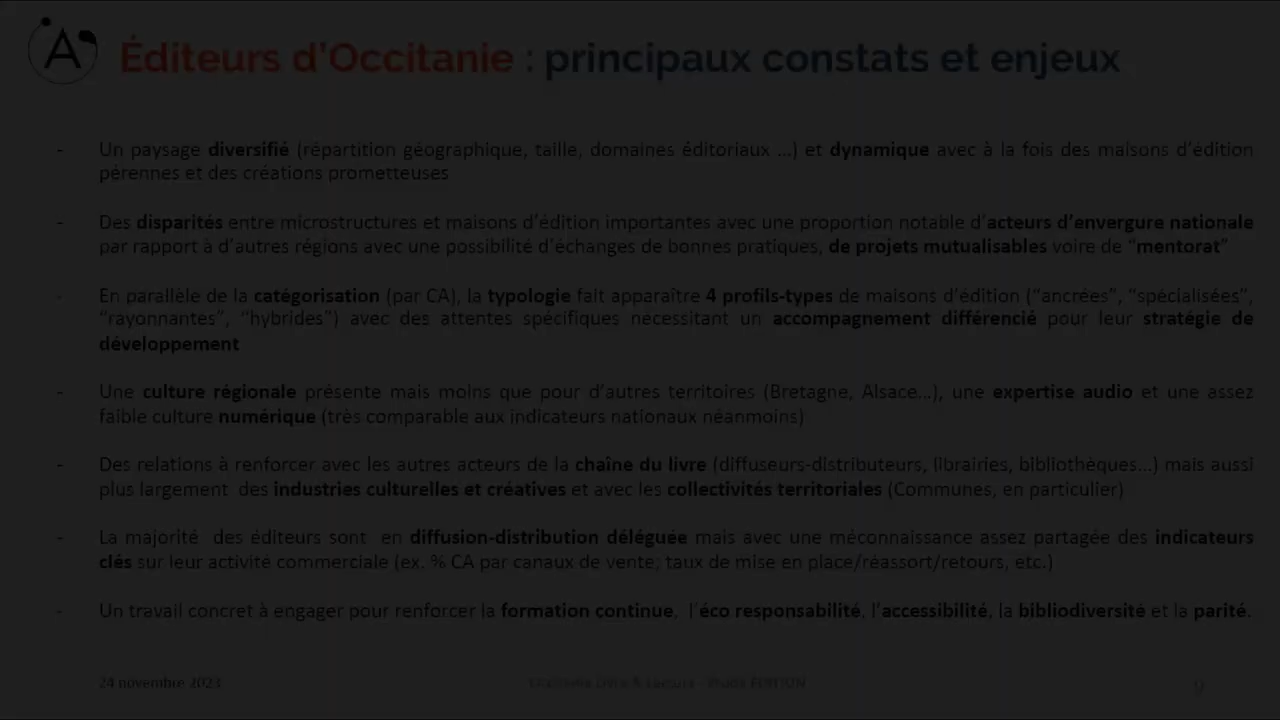 A
Éditeurs d’Occitanie : principaux constats et enjeux
- Un paysage diversifié (répartition géographique, taille, domaines éditoriaux ...) et dynamique avec à la fois des maisons d’édition
pérennes et des créations prometteuses
- Des disparités entre microstructures et maisons d’édition importantes avec une proportion notable d’acteurs d’envergure nationale
par rapport à d’autres régions avec une possibilité d’échanges de bonnes pratiques, de projets mutualisables voire de “mentorat”
- En parallèle de la catégorisation (par CA), la typologie fait apparaître 4 profils-types de maisons d’édition (“ancrées”, “spécialisées”,
“rayonnantes”, “hybrides”) avec des attentes spécifiques nécessitant un accompagnement différencié pour leur stratégie de
développement
- Une culture régionale présente mais moins que pour d’autres territoires (Bretagne, Alsace...), une expertise audio et une assez
faible culture numérique (très comparable aux indicateurs nationaux néanmoins)
- Des relations à renforcer avec les autres acteurs de la chaîne du livre (diffuseurs-distributeurs, librairies, bibliothèques...) mais aussi
plus largement des industries culturelles et créatives et avec les collectivités territoriales (Communes, en particulier)
- La majorité des éditeurs sont en diffusion-distribution déléguée mais avec une méconnaissance assez partagée des indicateurs
clés sur leur activité commerciale (ex. % CA par canaux de vente, taux de mise en place/réassort/retours, etc.)
- Un travail concret à engager pour renforcer la formation continue, l’éco responsabilité, l’accessibilité, la bibliodiversité et la parité.
24 novembre 2023
Occitanie Livre & Lecture - Etude EDITION